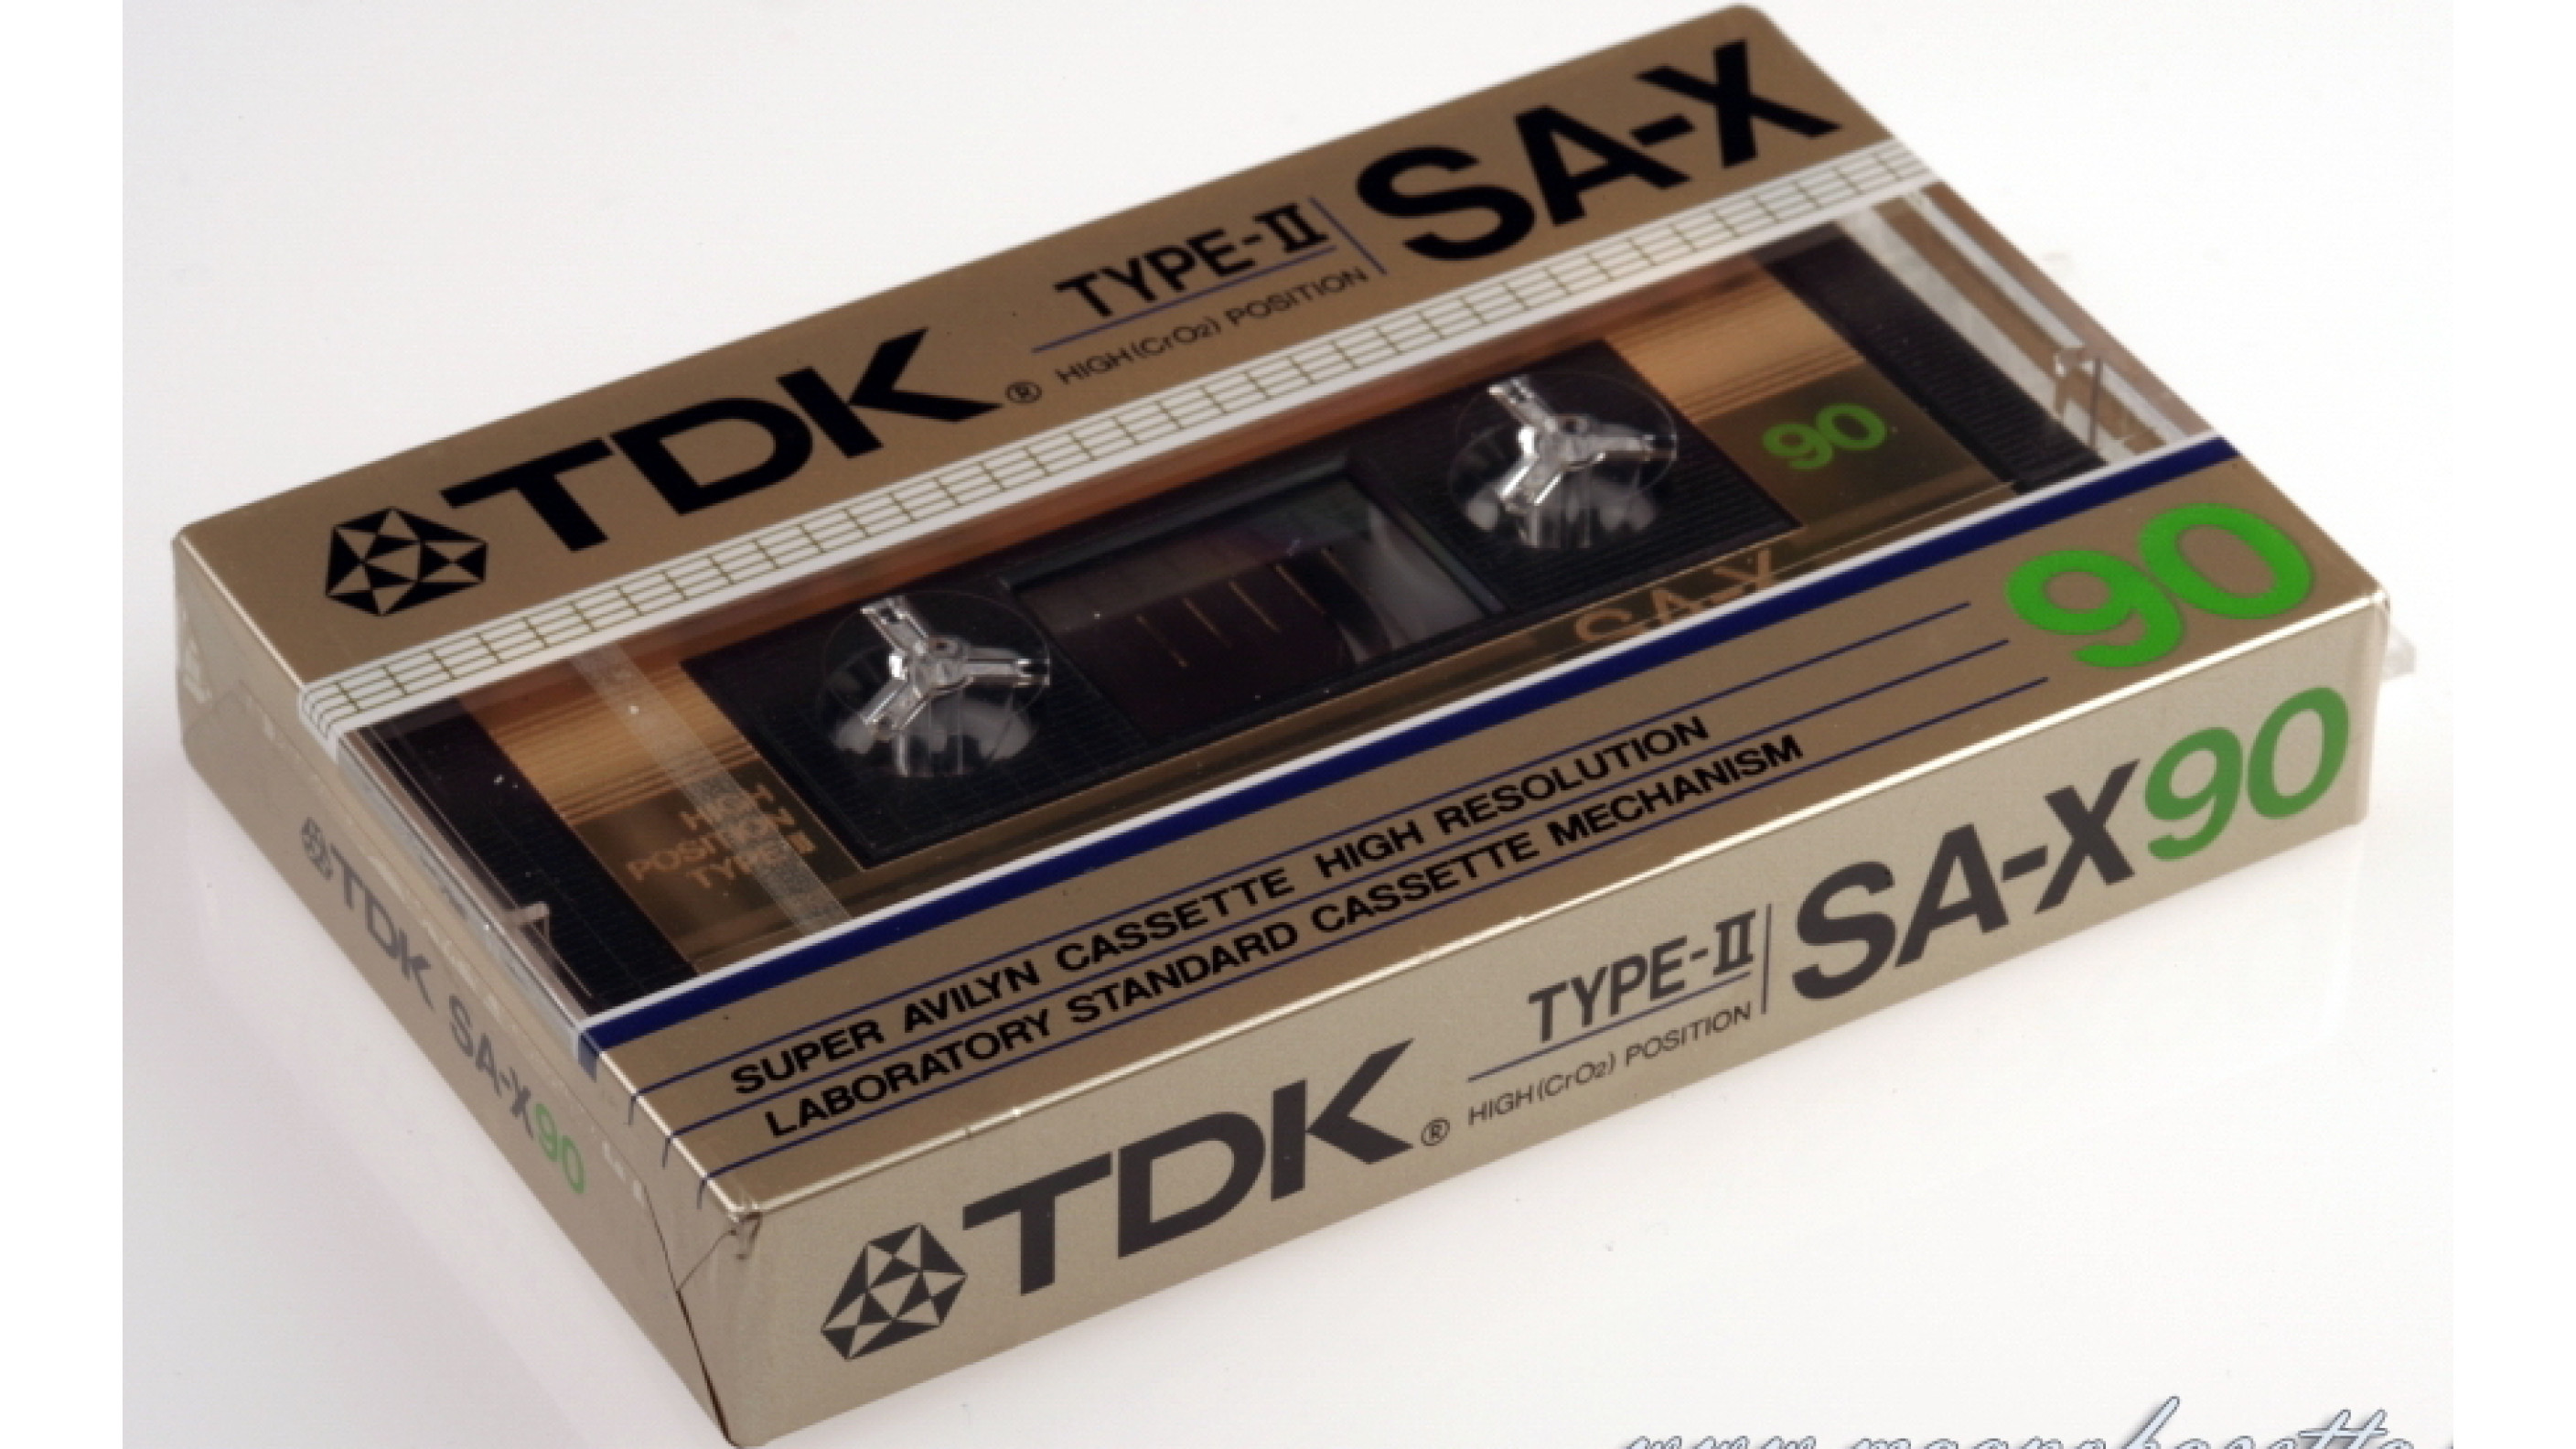 TDK® TYPE-II SA-X
HIGH(CrO2) POSITION
90
HIGH
POSITION
TYPE II
SA-X
90
SUPER AVILYN CASSETTE HIGH RESOLUTION
LABORATORY STANDARD CASSETTE MECHANISM
TDK® TYPE-II SA-X90
HIGH(CrO2) POSITION
TDK SA-X90